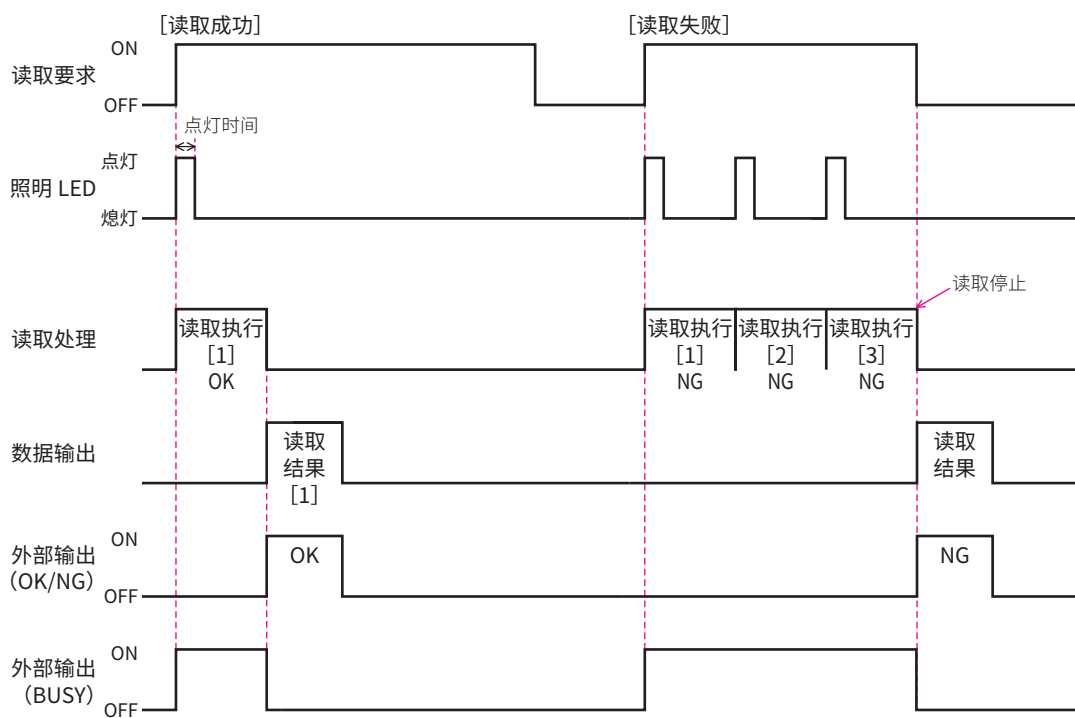 [读取成功]
[读取失败]
ON
读取要求
OFF
点灯时间
点灯
照明 LED
熄灯
读取停止
读取处理
读取执行
[1]
OK
读取执行
[1]
NG
读取执行
[2]
NG
读取执行
[3]
NG
数据输出
读取
结果
[1]
读取
结果
ON
外部输出
（OK/NG）
OFF
OK
NG
ON
外部输出
（BUSY）
OFF